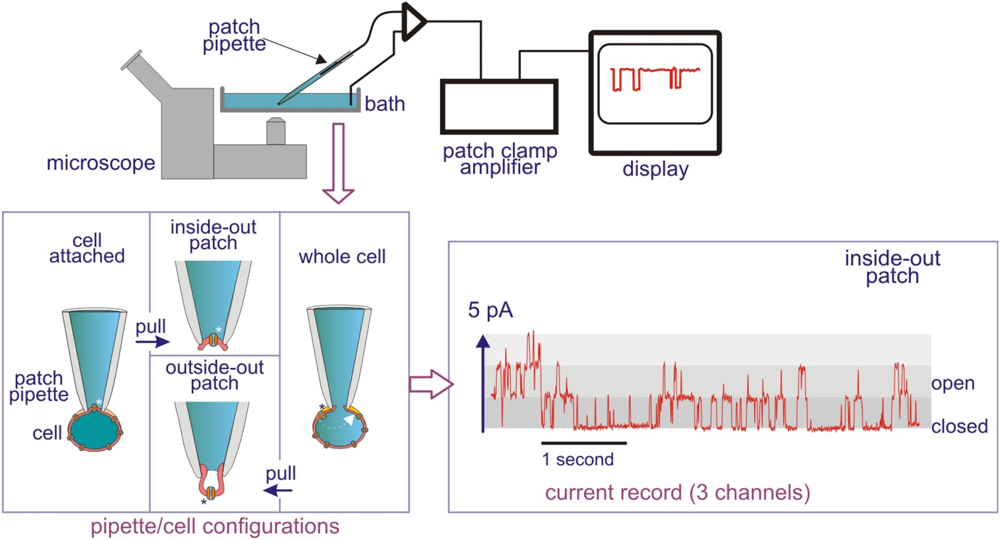 patch
pipette
bath
microscope
patch clamp
amplifier
display
cell
attached
inside-out
patch
whole cell
pull
*
*
patch
pipette
*
cell
outside-out
patch
pull
*
pipette/cell configurations
inside-out
patch
5 pA
open
closed
1 second
current record (3 channels)